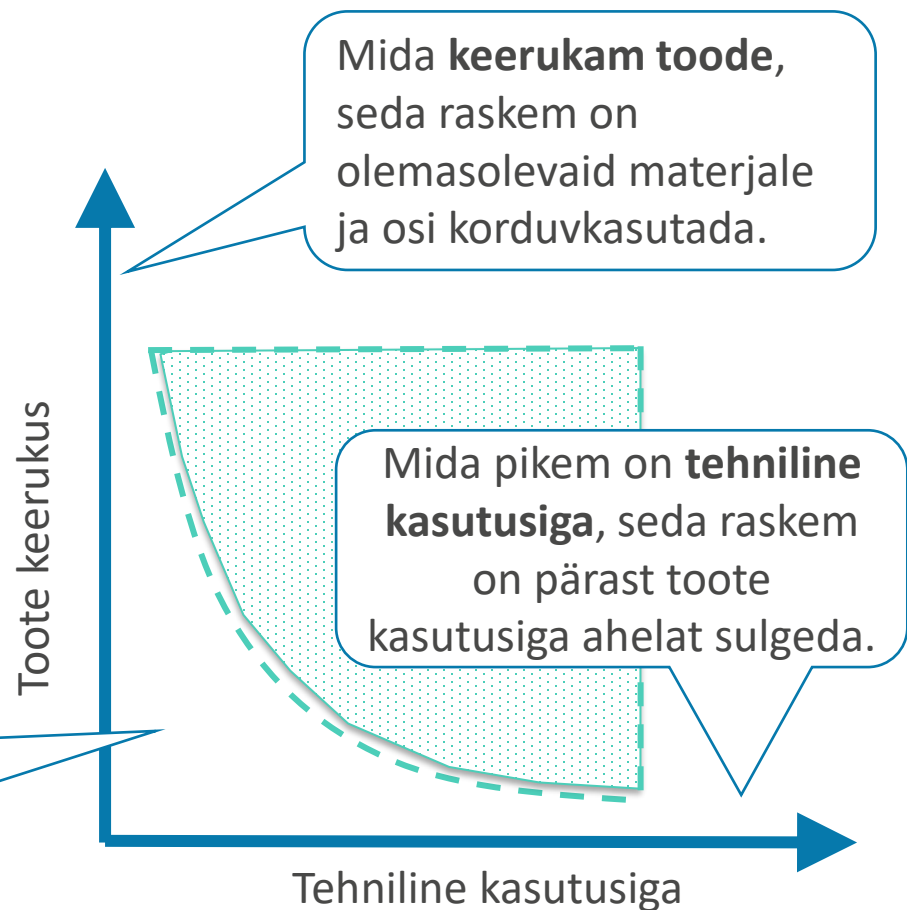 Mida keerukam toode,
seda raskem on
olemasolevaid materjale
ja osi korduvkasutada.
Toote keerukus
Mida pikem on tehniline
kasutusiga, seda raskem
on pärast toote
kasutusiga ahelat sulgeda.
Tehniline kasutusiga